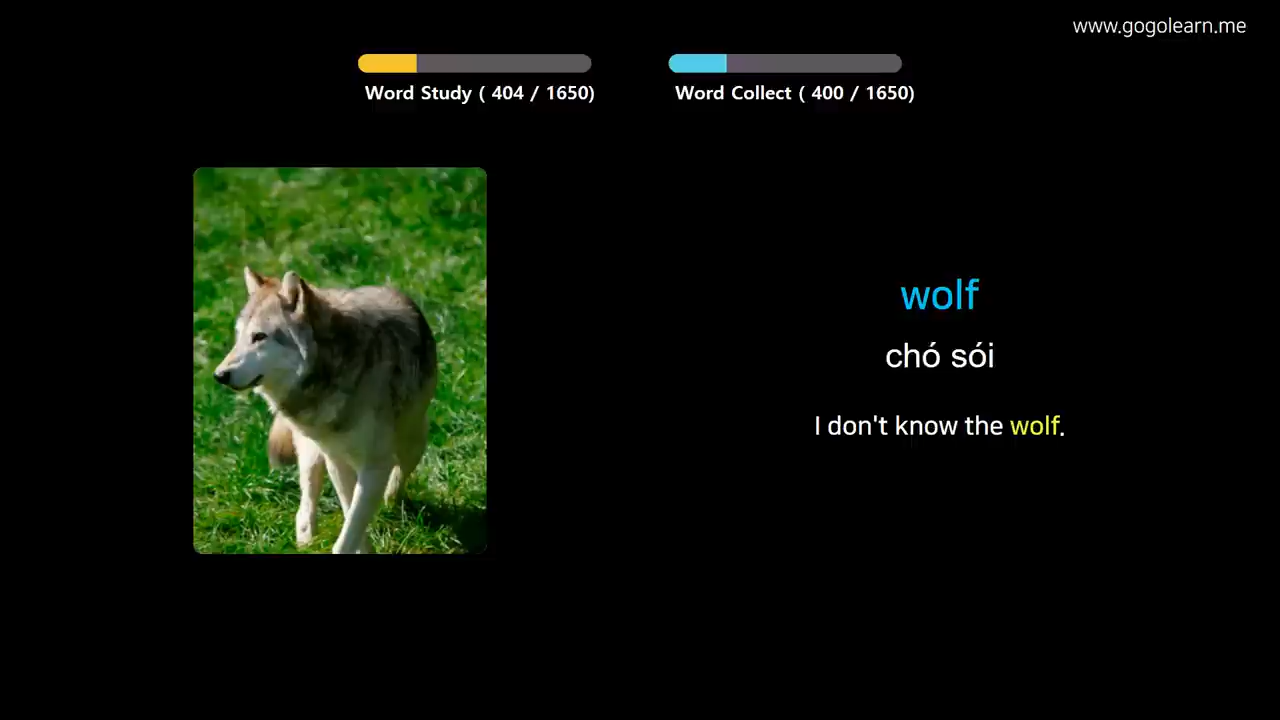 www.gogolearn.me
Word Study ( 404 / 1650)
Word Collect ( 400 / 1650)
wolf
chó sói
I don't know the wolf.